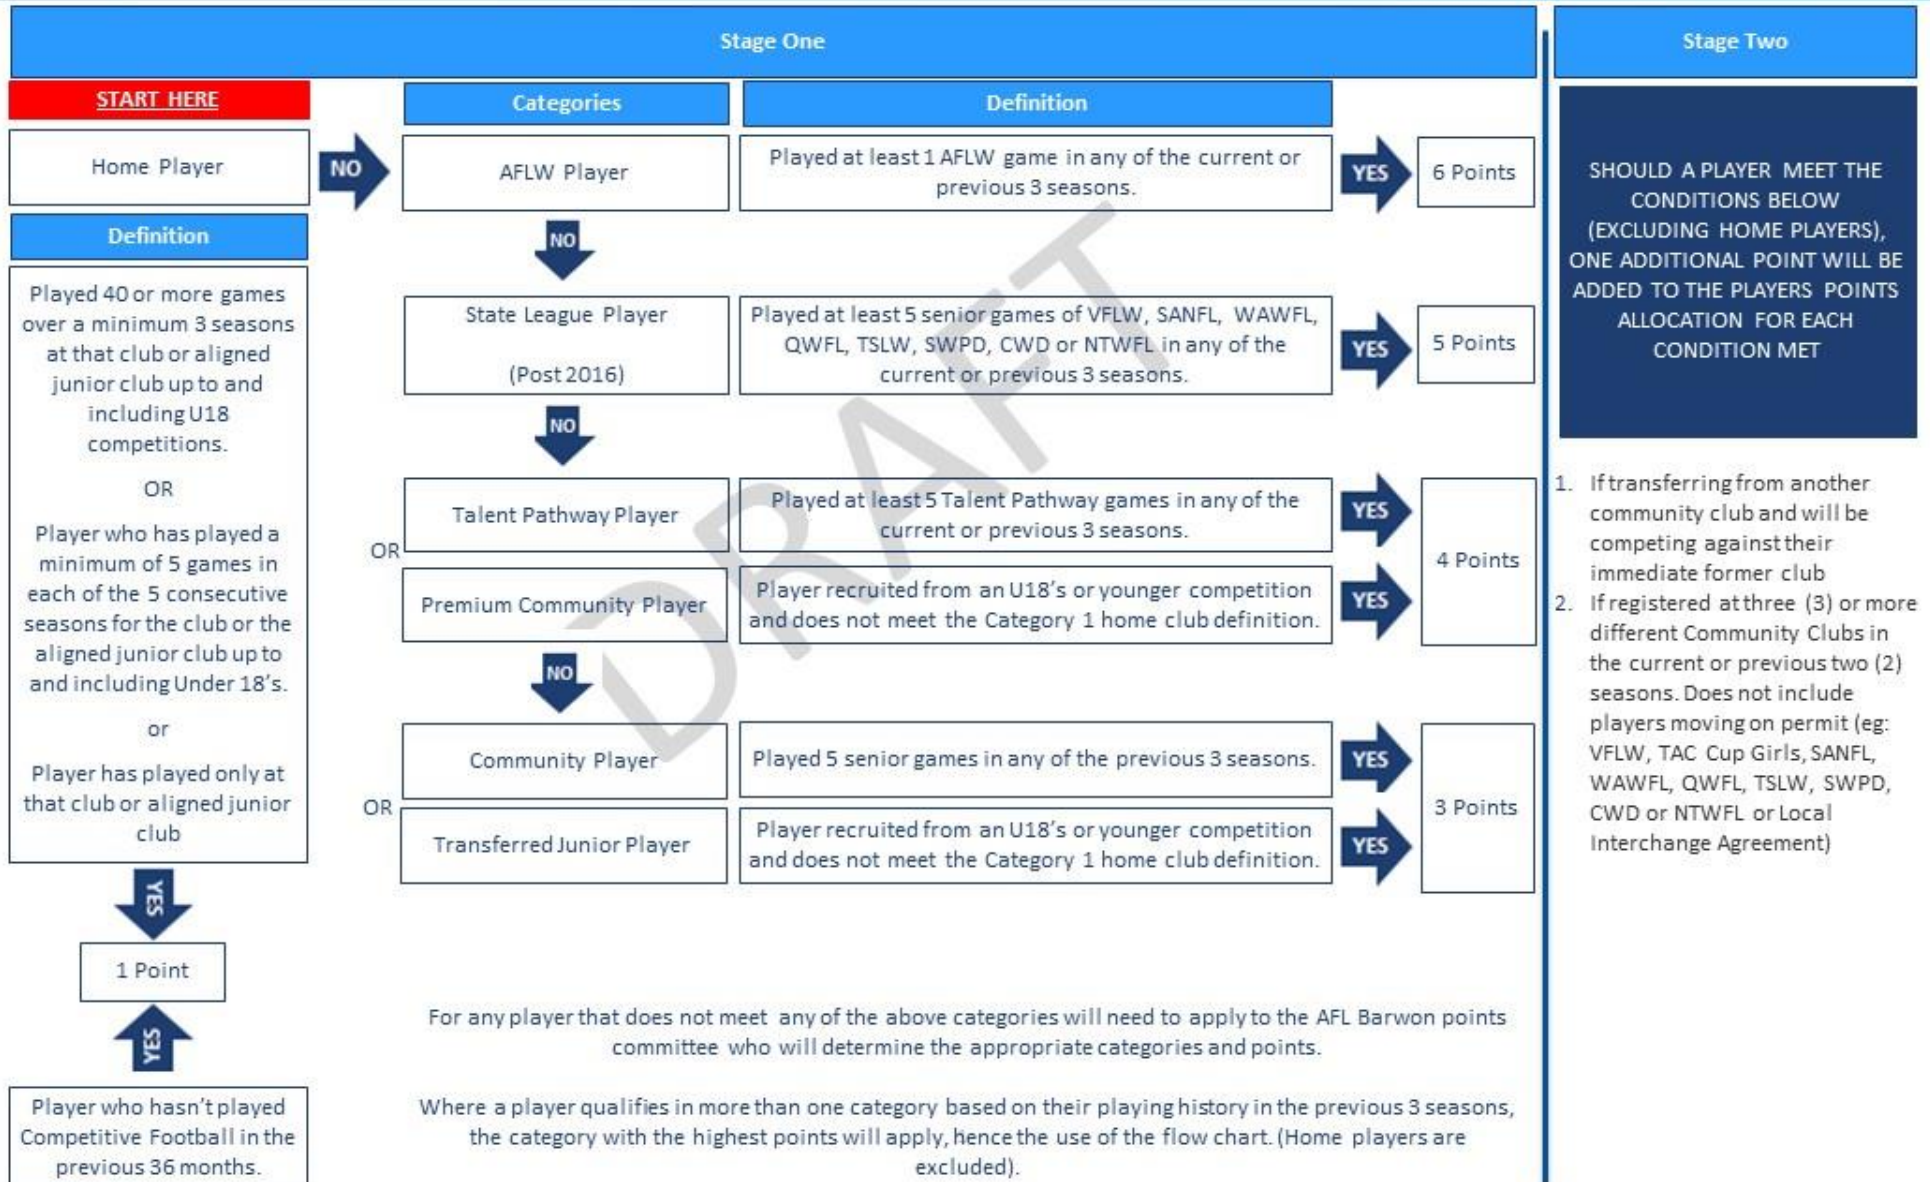 Stage One
Stage Two
START HERE
Home Player
Definition
Played 40 or more games
over a minimum 3 seasons
at that club or aligned
junior club up to and
including U18
competitions.
OR
Player who has played a
minimum of 5 games in
each of the 5 consecutive
seasons for the club or the
aligned junior club up to
and including Under 18's.
or
Player has played only at
that club or aligned junior
club
YES
1 Point
YES
Player who hasn't played
Competitive Football in the
previous 36 months.
NO
Categories
Definition
AFLW Player
Played at least 1 AFLW game in any of the current or
previous 3 seasons.
YES
6 Points
NO
State League Player
(Post 2016)
Played at least 5 senior games of VFLW, SANFL, WAWFL,
QWFL, TSLW, SWPD, CWD or NTWFL in any of the
current or previous 3 seasons.
YES
5 Points
NO
OR
Talent Pathway Player
Played at least 5 Talent Pathway games in any of the
current or previous 3 seasons.
YES
Premium Community Player
Player recruited from an U18's or younger competition
and does not meet the Category 1 home club definition.
YES
4 Points
NO
OR
Community Player
Played 5 senior games in any of the previous 3 seasons.
YES
Transferred Junior Player
Player recruited from an U18's or younger competition
and does not meet the Category 1 home club definition.
YES
3 Points
For any player that does not meet any of the above categories will need to apply to the AFL Barwon points
committee who will determine the appropriate categories and points.
Where a player qualifies in more than one category based on their playing history in the previous 3 seasons,
the category with the highest points will apply, hence the use of the flow chart. (Home players are
excluded).
DRAFT
SHOULD A PLAYER MEET THE
CONDITIONS BELOW
(EXCLUDING HOME PLAYERS),
ONE ADDITIONAL POINT WILL BE
ADDED TO THE PLAYERS POINTS
ALLOCATION FOR EACH
CONDITION MET
1. If transferring from another
community club and will be
competing against their
immediate former club
2. If registered at three (3) or more
different Community Clubs in
the current or previous two (2)
seasons. Does not include
players moving on permit (eg:
VFLW, TAC Cup Girls, SANFL,
WAWFL, QWFL, TSLW, SWPD,
CWD or NTWFL or Local
Interchange Agreement)